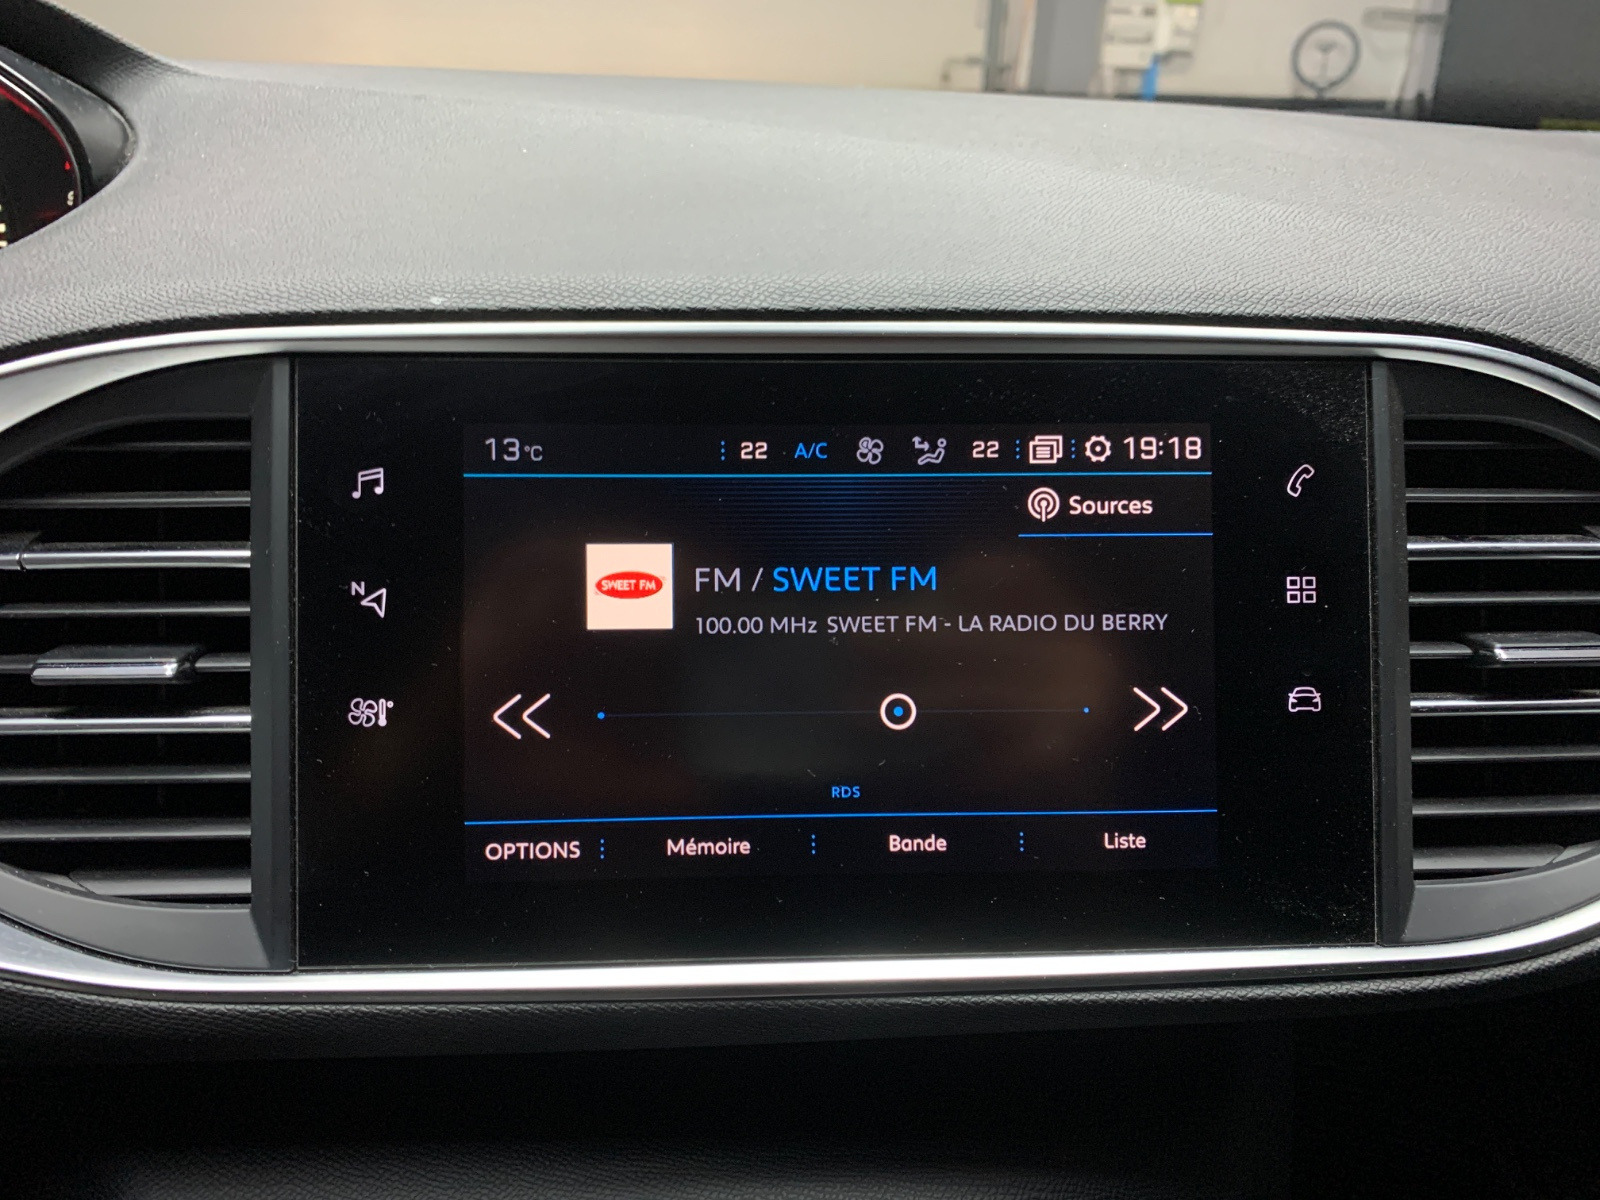 13°C 22 A/C 22 19:18
Sources
SWEET FM
FM / SWEET FM
100.00 MHz SWEET FM - LA RADIO DU BERRY
N
RDS
OPTIONS Mémoire Bande Liste